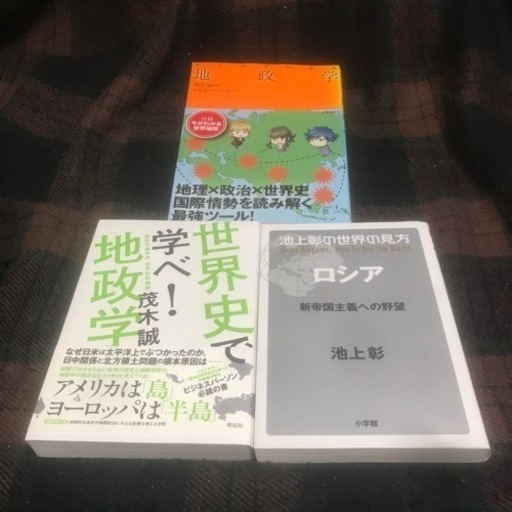 地政学
付録
今がわかる
世界地図
地理×政治×世界史
国際情勢を読み解く
最強ツール!
世界史で
学べ!
地政学
茂木誠
なぜ日米は太平洋上でぶつかったのか、
日中関係と北方領土問題の根本原因は
ビジネスパーソン
必読の書
アメリカは「島」
ヨーロッパは「半島」
祥伝社
池上彰の世界の見方
ロシア
新帝国主義への野望
池上彰
小学館